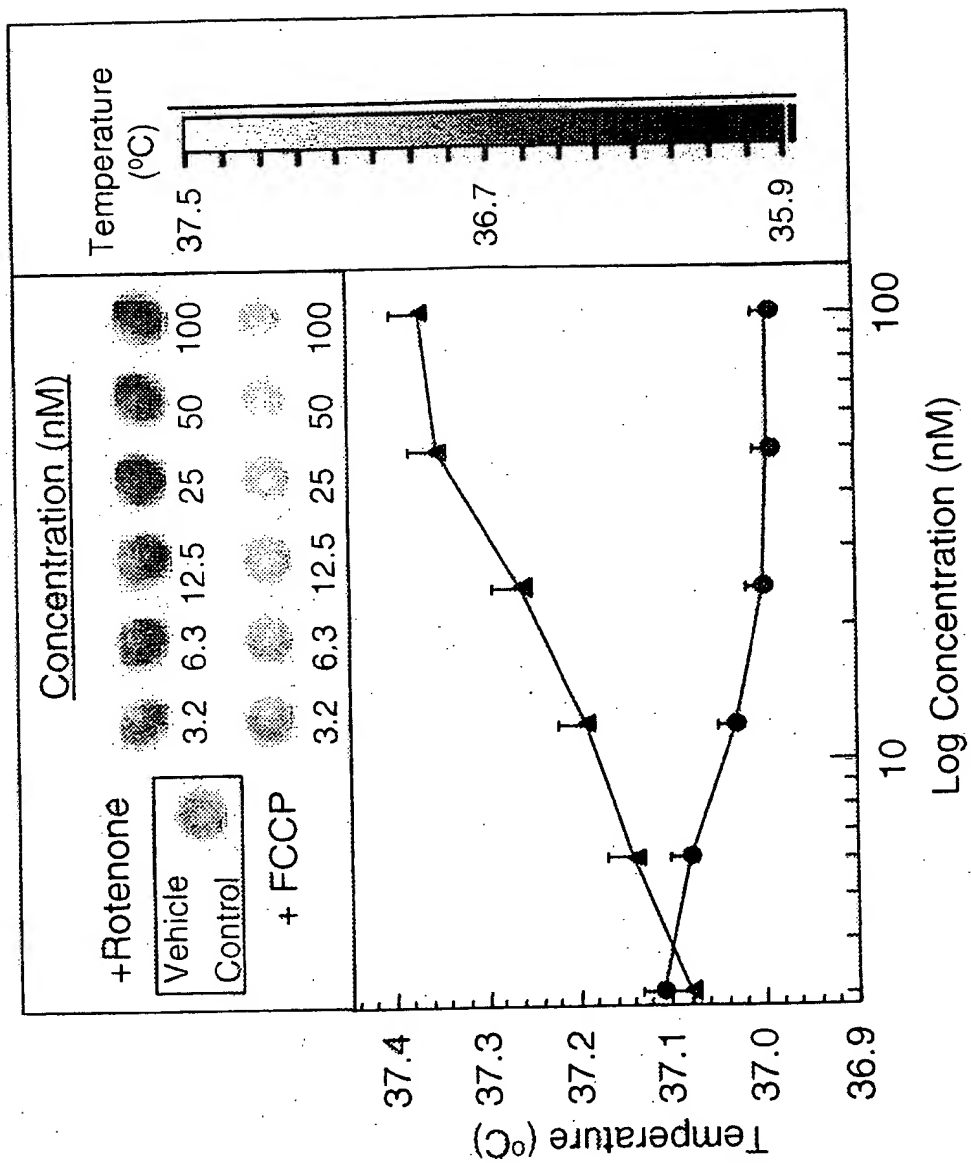 Concentration (nM)
+Rotenone
3.2 6.3 12.5 25 50 100
Vehicle
Control
+ FCCP
3.2 6.3 12.5 25 50 100
Temperature
(ºC)
37.5
36.7
35.9
Temperature (ºC)
37.4
37.3
37.2
37.1
37.0
36.9
10 100
Log Concentration (nM)